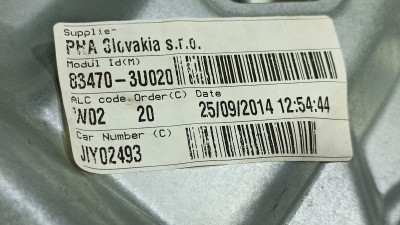 Supplier
PHA Slovakia s.r.o.
Modul Id(M)
83470-3U020
ALC code Order(C) Date
W02 20 25/09/2014 12:54:44
Car Number (C)
JIY02493